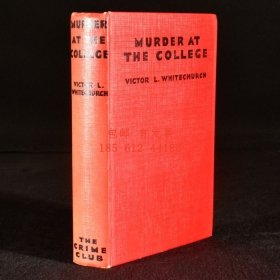 MURDER
AT THE
COLLEGE
VICTOR L.
WHITECHURCH
THE
CRIME
CLUB
MURDER AT
THE COLLEGE
VICTOR L. WHITECHURCH